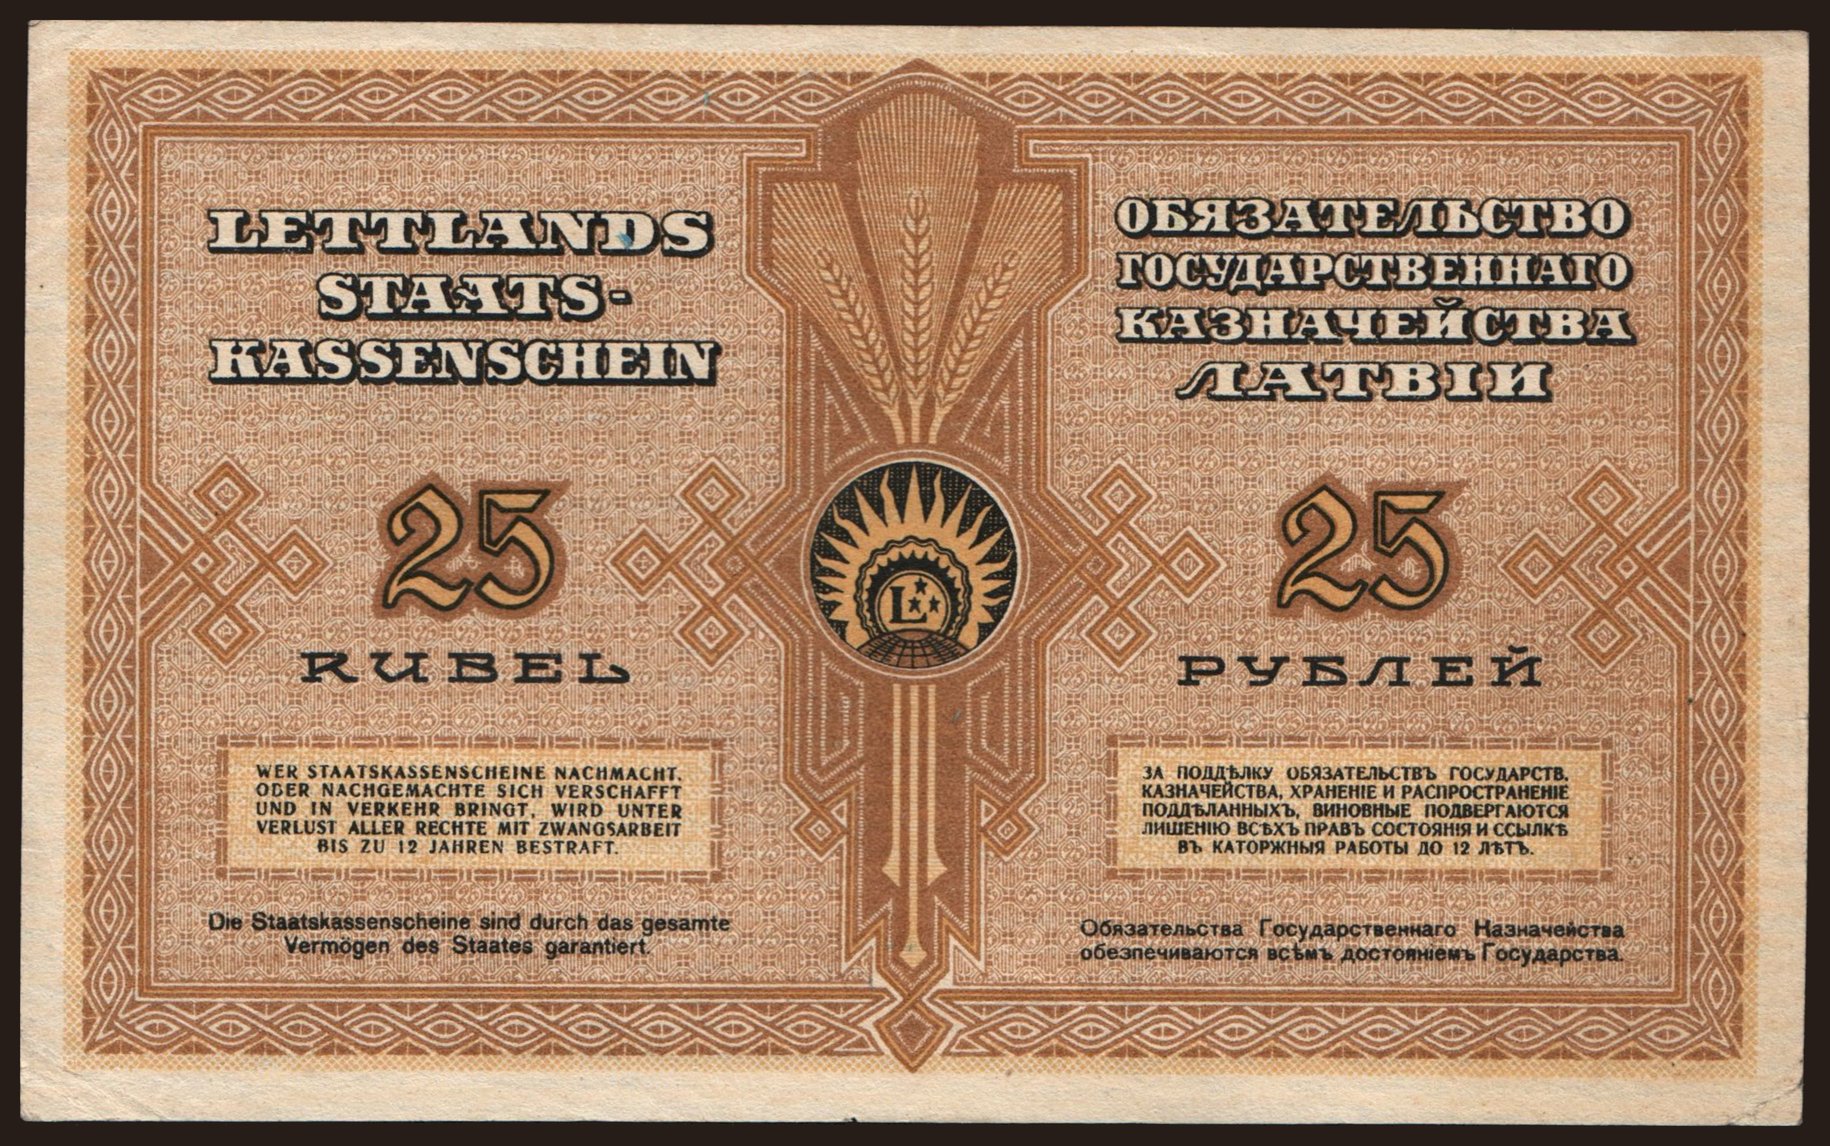 LETTLANDS
STAATS-
KASSENSCHEIN
25
RUBEL
WER STAATSKASSENSCHEINE NACHMACHT,
ODER NACHGEMACHTE SICH VERSCHAFFT
UND IN VERKEHR BRINGT, WIRD UNTER
VERLUST ALLER RECHTE MIT ZWANGSARBEIT
BIS ZU 12 JAHREN BESTRAFT.
Die Staatskassenscheine sind durch das gesamte
Vermögen des Staates garantiert.
L
ОБЯЗАТЕЛЬСТВО
ГОСУДАРСТВЕННАГО
КАЗНАЧЕЙСТВА
ЛАТВІИ
25
РУБЛЕЙ
ЗА ПОДДѢЛКУ ОБЯЗАТЕЛЬСТВЪ ГОСУДАРСТВ.
КАЗНАЧЕЙСТВА, ХРАНЕНІЕ И РАСПРОСТРАНЕНІЕ
ПОДДѢЛАННЫХЪ, ВИНОВНЫЕ ПОДВЕРГАЮТСЯ
ЛИШЕНІЮ ВСѢХЪ ПРАВЪ СОСТОЯНІЯ И ССЫЛКѢ
ВЪ КАТОРЖНЫЯ РАБОТЫ ДО 12 ЛѢТЪ.
Обязательства Государственнаго Казначейства
обезпечиваются всѣмъ достояніемъ Государства.